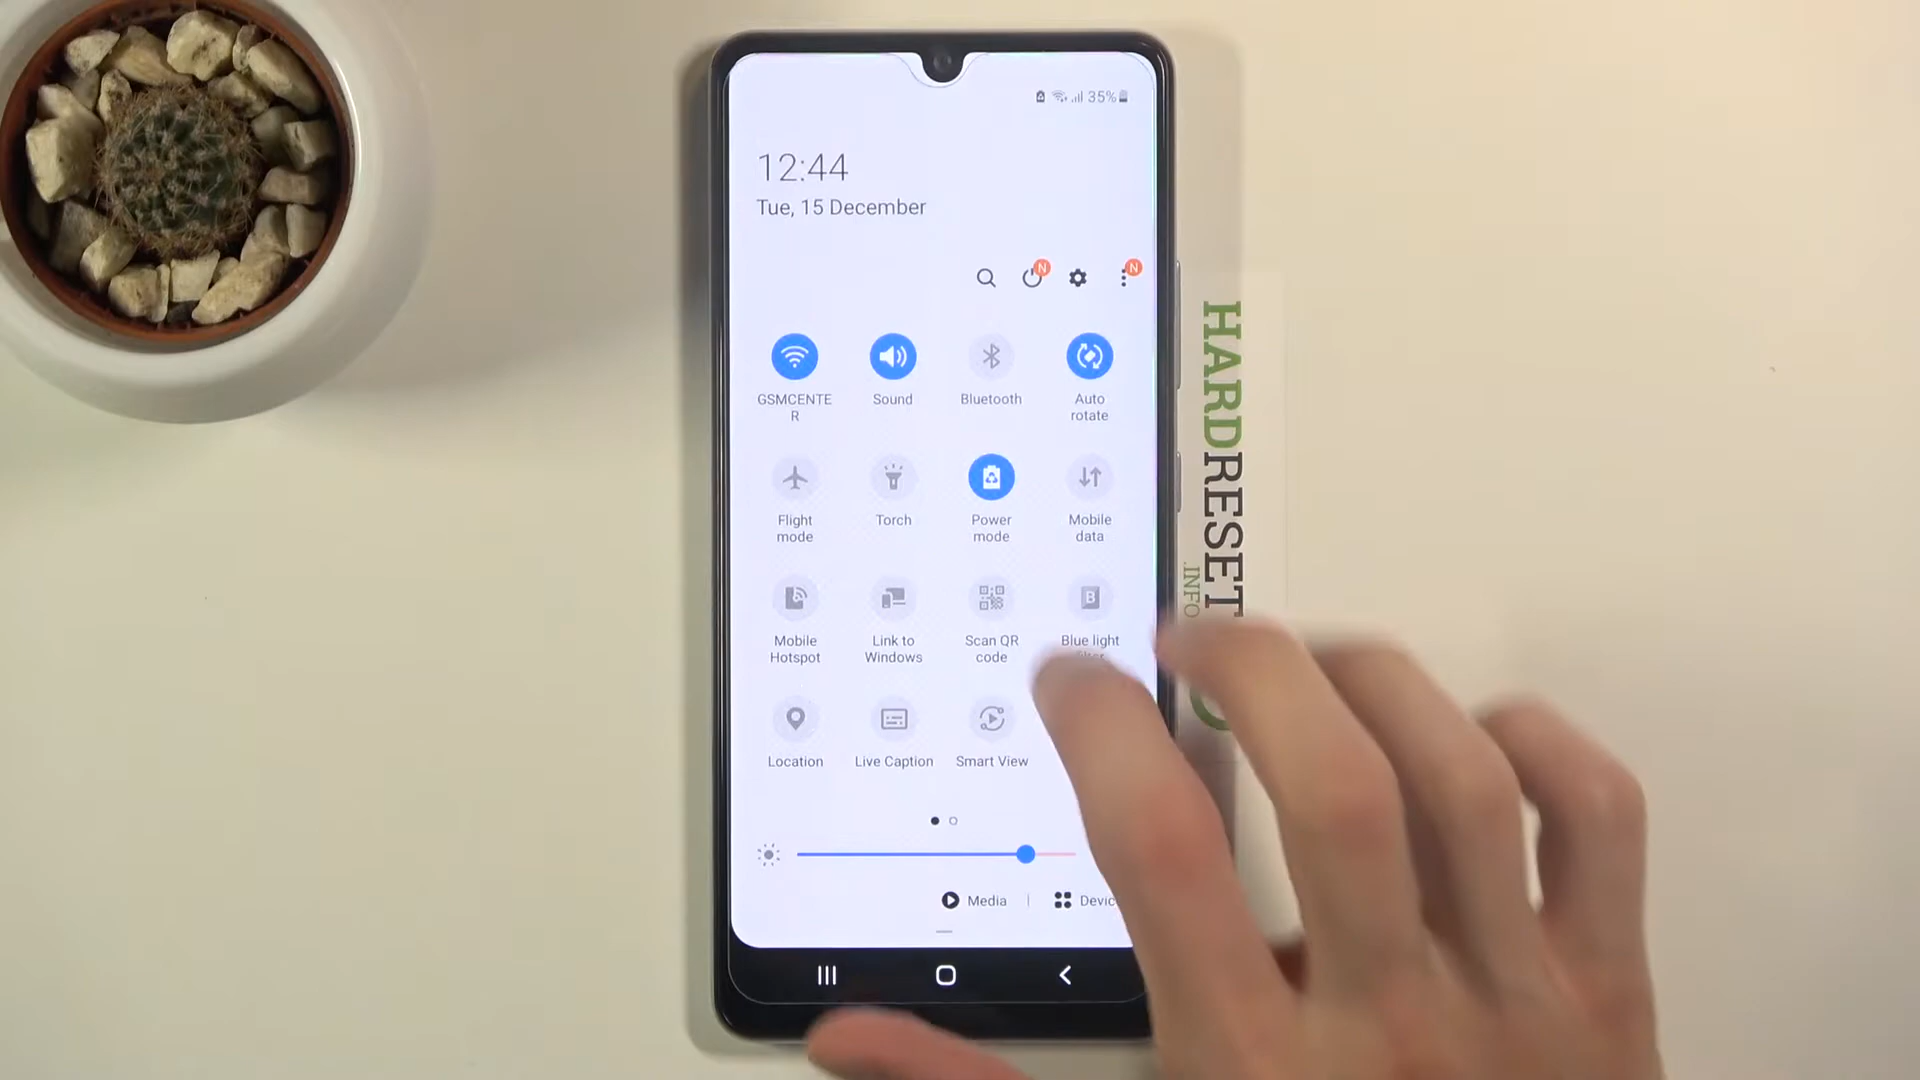 35%
12:44
Tue, 15 December
N
N
GSMCENTE
R
Sound
Bluetooth
Auto
rotate
Flight
mode
Torch
Power
mode
Mobile
data
Mobile
Hotspot
Link to
Windows
Scan QR
code
B
Blue light
Location
Live Caption
Smart View
Media
Devic
HARDRESET
.INFO